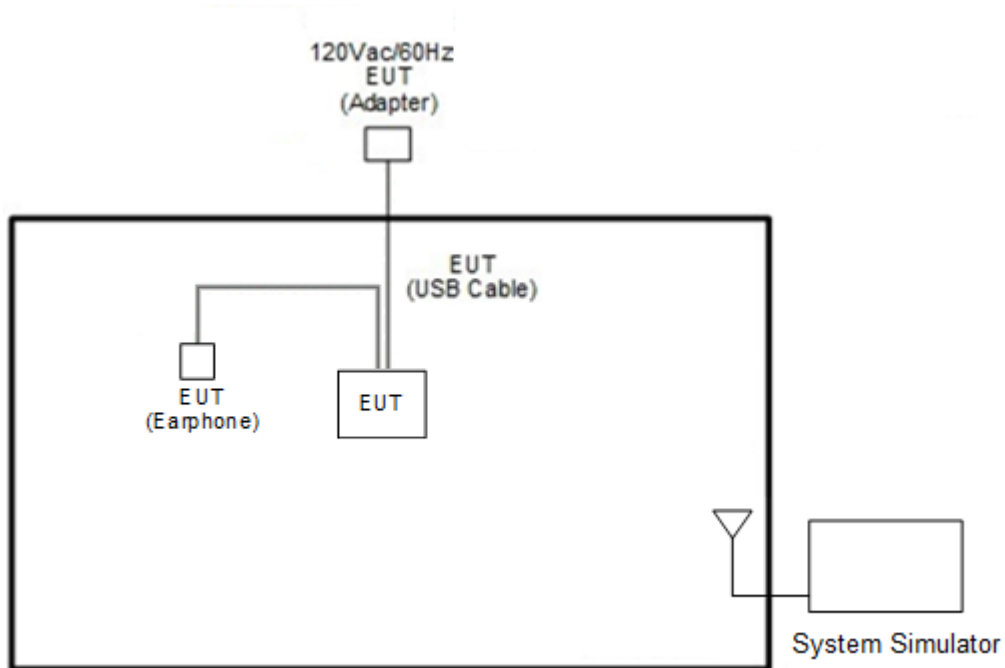 120Vac/60Hz
EUT
(Adapter)
EUT
(USB Cable)
EUT
(Earphone)
EUT
System Simulator